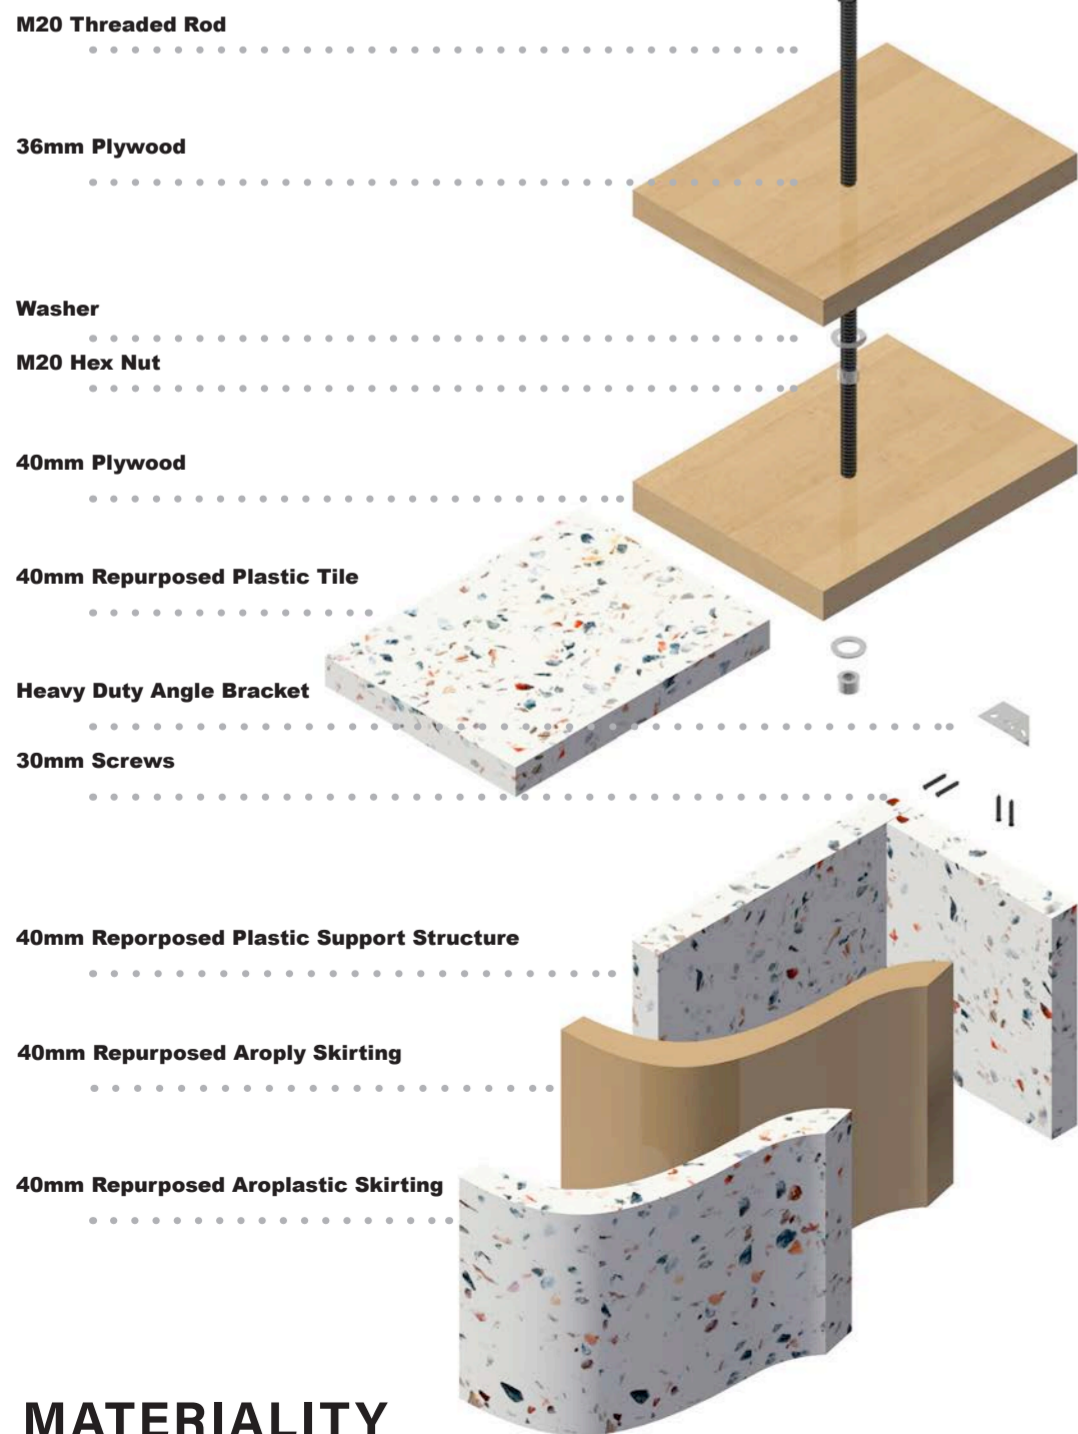 M20 Threaded Rod
36mm Plywood
Washer
M20 Hex Nut
40mm Plywood
40mm Repurposed Plastic Tile
Heavy Duty Angle Bracket
30mm Screws
40mm Reporposed Plastic Support Structure
40mm Repurposed Aroply Skirting
40mm Repurposed Aroplastic Skirting
MATERIALITY